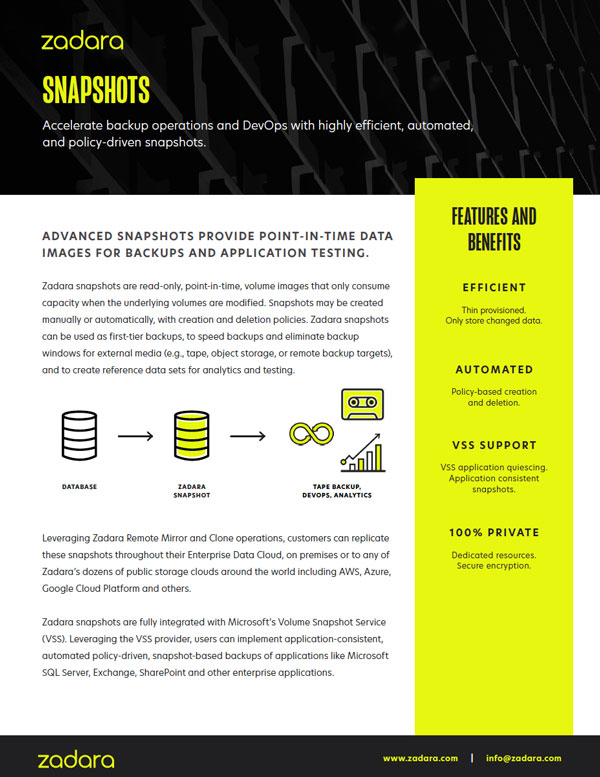 zadara
SNAPSHOTS
Accelerate backup operations and DevOps with highly efficient, automated,
and policy-driven snapshots.
ADVANCED SNAPSHOTS PROVIDE POINT-IN-TIME DATA
IMAGES FOR BACKUPS AND APPLICATION TESTING.
Zadara snapshots are read-only, point-in-time, volume images that only consume
capacity when the underlying volumes are modified. Snapshots may be created
manually or automatically, with creation and deletion policies. Zadara snapshots
can be used as first-tier backups, to speed backups and eliminate backup
windows for external media (e.g., tape, object storage, or remote backup targets),
and to create reference data sets for analytics and testing.
DATABASE
ZADARA
SNAPSHOT
TAPE BACKUP,
DEVOPS, ANALYTICS
Leveraging Zadara Remote Mirror and Clone operations, customers can replicate
these snapshots throughout their Enterprise Data Cloud, on premises or to any of
Zadara's dozens of public storage clouds around the world including AWS, Azure,
Google Cloud Platform and others.
Zadara snapshots are fully integrated with Microsoft's Volume Snapshot Service
(VSS). Leveraging the VSS provider, users can implement application-consistent,
automated policy-driven, snapshot-based backups of applications like Microsoft
SQL Server, Exchange, SharePoint and other enterprise applications.
FEATURES AND
BENEFITS
EFFICIENT
Thin provisioned.
Only store changed data.
AUTOMATED
Policy-based creation
and deletion.
VSS SUPPORT
VSS application quiescing.
Application consistent
snapshots.
100% PRIVATE
Dedicated resources.
Secure encryption.
zadara
www.zadara.com | info@zadara.com